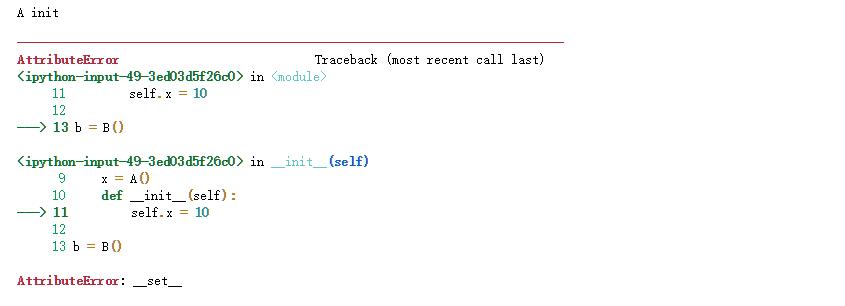 A init
AttributeError Traceback (most recent call last)
<ipython-input-49-3ed03d5f26c0> in <module>
11 self.x = 10
12
----> 13 b = B()
<ipython-input-49-3ed03d5f26c0> in __init__(self)
9 x = A()
10 def __init__(self):
----> 11 self.x = 10
12
13 b = B()
AttributeError: __set__